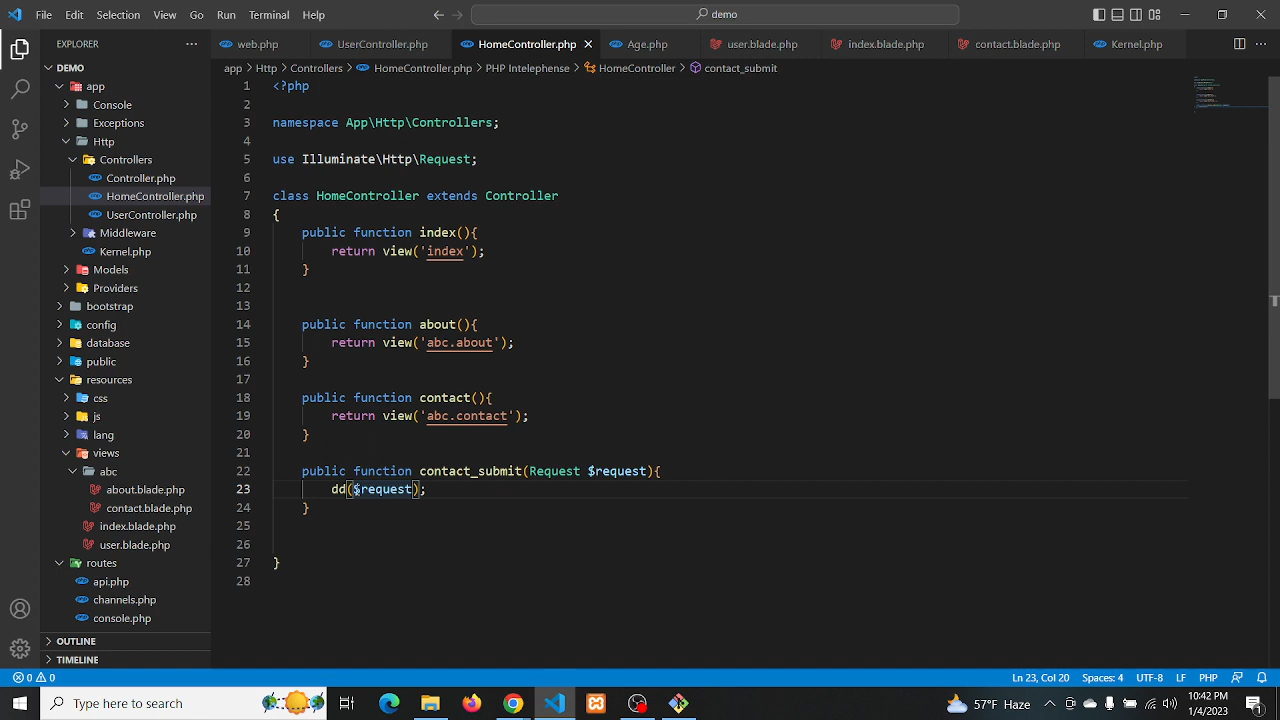 File Edit Selection View Go Run Terminal Help
demo
EXPLORER
web.php UserController.php HomeController.php Age.php user.blade.php index.blade.php contact.blade.php Kernel.php
DEMO
app > Http > Controllers > HomeController.php > PHP Intelephense > HomeController > contact_submit
app
Console
Exceptions
Http
Controllers
Controller.php
HomeController.php
UserController.php
Middleware
Kernel.php
Models
Providers
bootstrap
config
database
public
resources
css
js
lang
views
abc
about.blade.php
contact.blade.php
index.blade.php
user.blade.php
routes
api.php
channels.php
console.php
OUTLINE
TIMELINE
1 <?php
2
3 namespace App\Http\Controllers;
4
5 use Illuminate\Http\Request;
6
7 class HomeController extends Controller
8 {
9 public function index(){
10 return view('index');
11 }
12
13
14 public function about(){
15 return view('abc.about');
16 }
17
18 public function contact(){
19 return view('abc.contact');
20 }
21
22 public function contact_submit(Request $request){
23 dd($request);
24 }
25
26
27 }
28
0 0 Ln 23, Col 20 Spaces: 4 UTF-8 LF PHP
Type here to search 57°F Haze 10:42 PM
1/4/2023